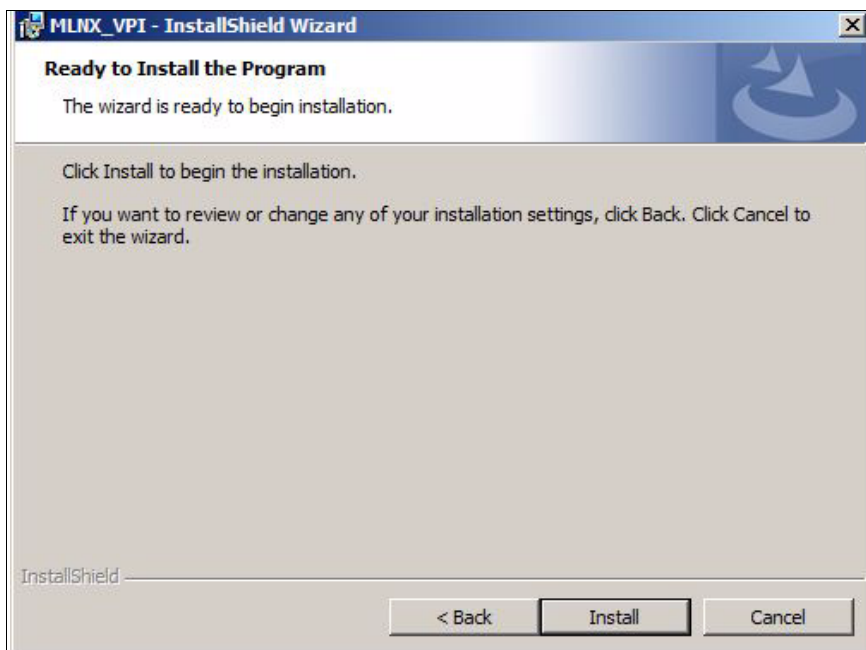 MLNX_VPI - InstallShield Wizard
Ready to Install the Program
The wizard is ready to begin installation.
Click Install to begin the installation.
If you want to review or change any of your installation settings, click Back. Click Cancel to
exit the wizard.
InstallShield
< Back Install Cancel